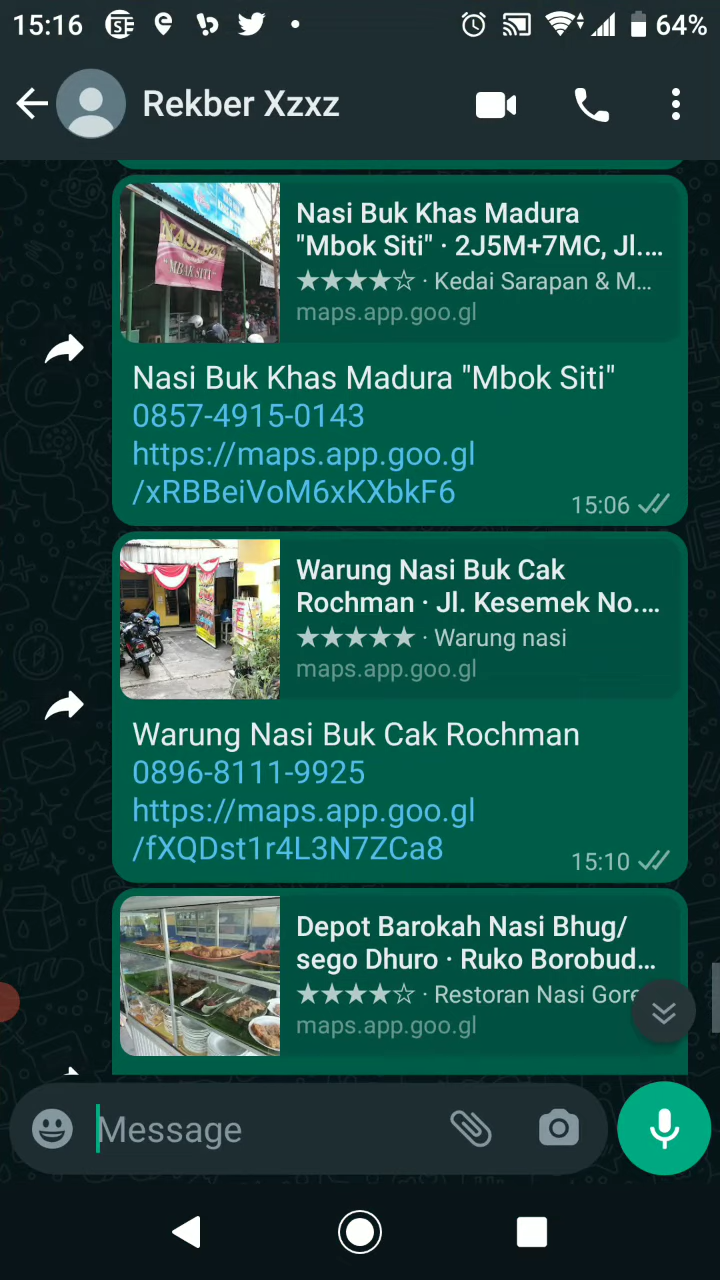 15:16
64%
Rekber Xzxz
Nasi Buk Khas Madura
"Mbok Siti" · 2J5M+7MC, Jl....
★★★★☆ · Kedai Sarapan & M...
maps.app.goo.gl
NASI BUK
"MBAK SITI"
Nasi Buk Khas Madura "Mbok Siti"
0857-4915-0143
https://maps.app.goo.gl
/xRBBeiVoM6xKXbkF6
15:06
Warung Nasi Buk Cak
Rochman · Jl. Kesemek No....
★★★★★ · Warung nasi
maps.app.goo.gl
Warung Nasi Buk Cak Rochman
0896-8111-9925
https://maps.app.goo.gl
/fXQDst1r4L3N7ZCa8
15:10
Depot Barokah Nasi Bhug/
sego Dhuro · Ruko Borobud...
★★★★☆ · Restoran Nasi Gore
maps.app.goo.gl
Message